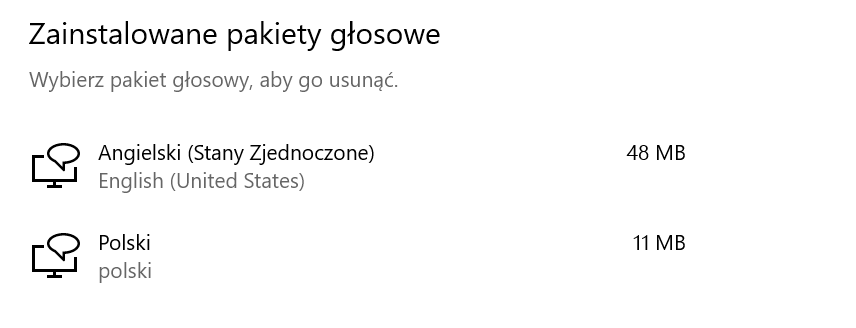 Zainstalowane pakiety głosowe
Wybierz pakiet głosowy, aby go usunąć.
Angielski (Stany Zjednoczone) 48 MB
English (United States)
Polski 11 MB
polski